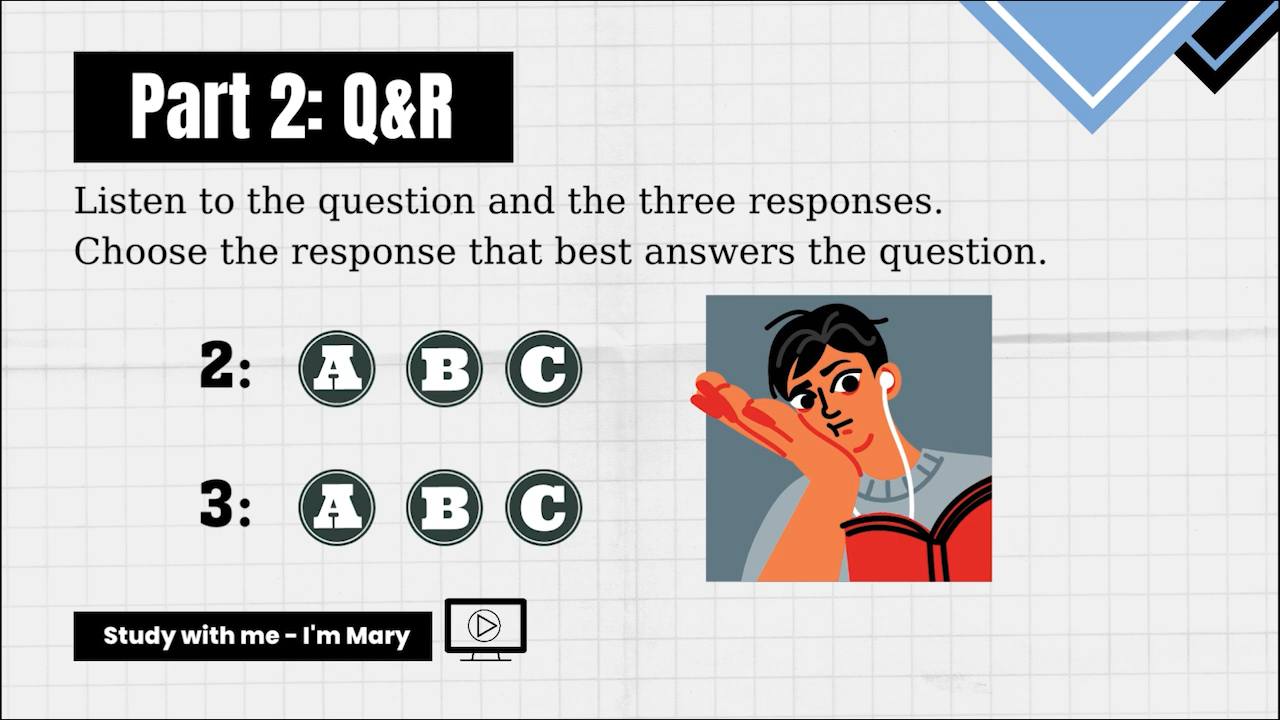 Part 2: Q&R
Listen to the question and the three responses.
Choose the response that best answers the question.
2: A B C
3: A B C
Study with me - I'm Mary